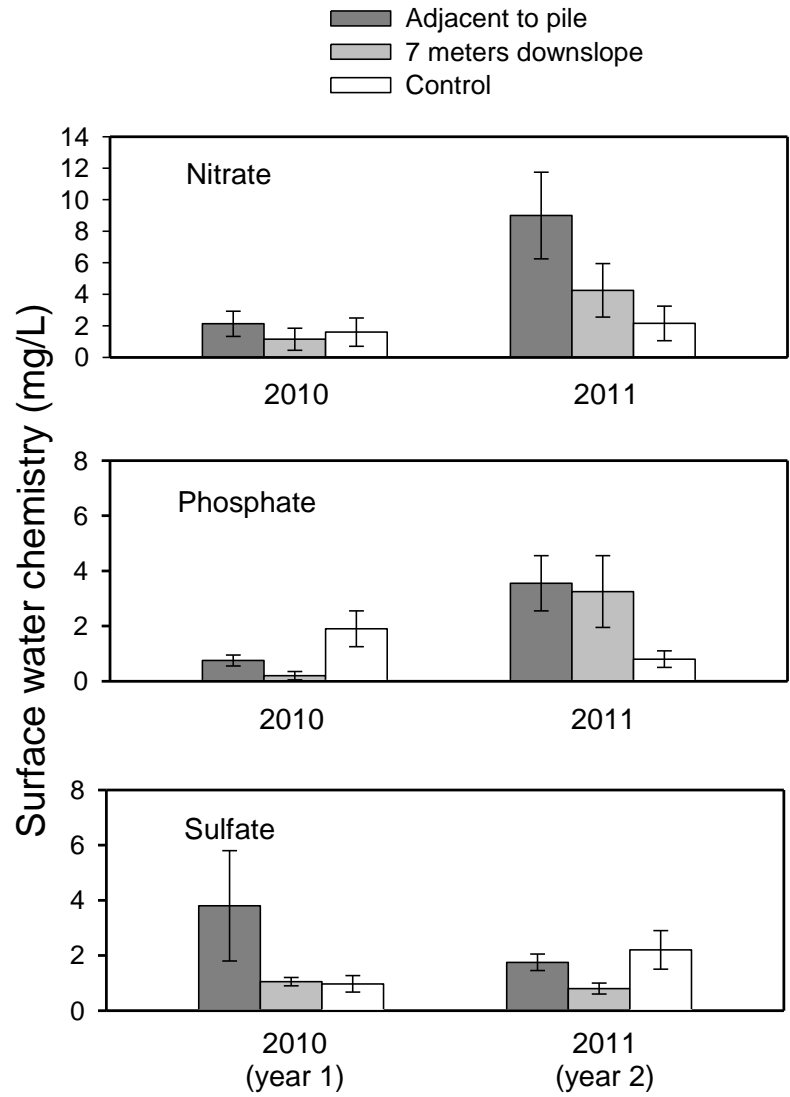 Adjacent to pile
7 meters downslope
Control
Surface water chemistry (mg/L)
Nitrate
14
12
10
8
6
4
2
0
2010
2011
Phosphate
8
6
4
2
0
2010
2011
Sulfate
8
6
4
2
0
2010
(year 1)
2011
(year 2)